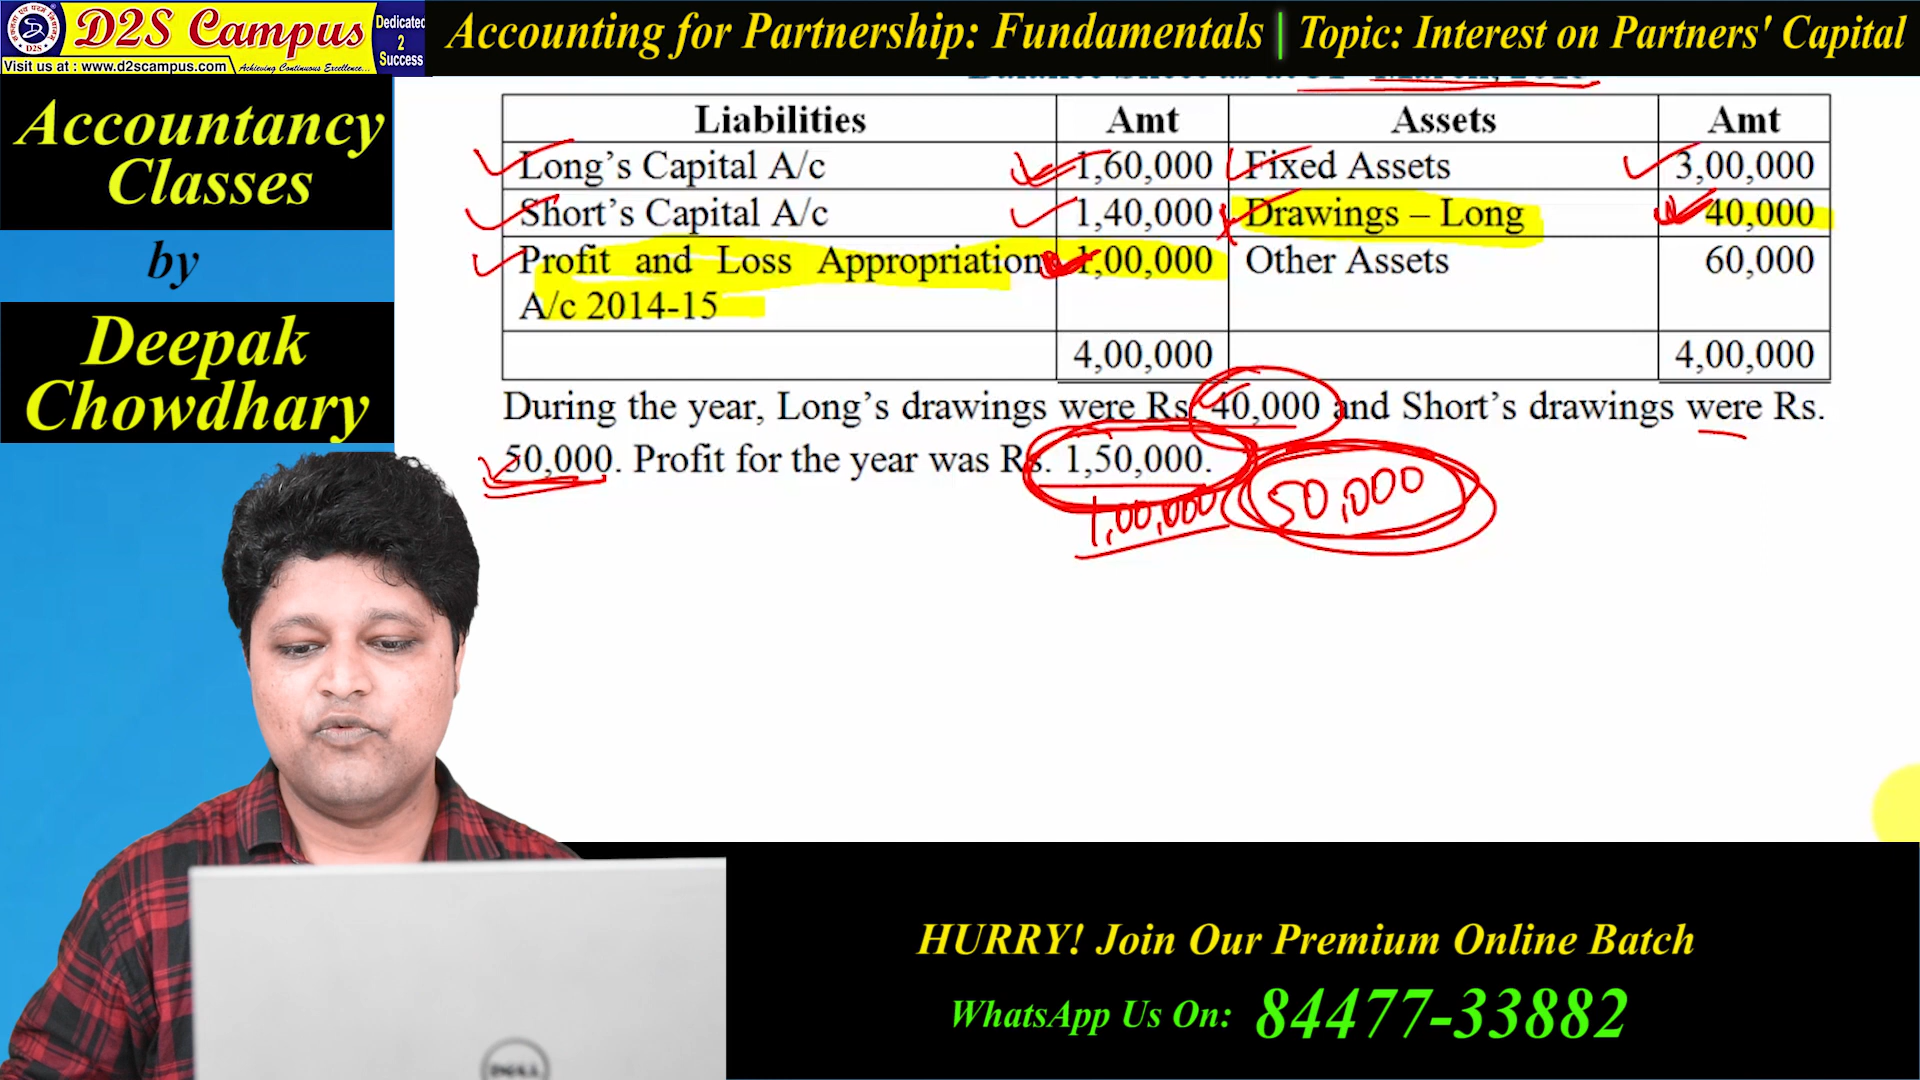 D2S Campus
Dedicated
2
Success
Visit us at : www.d2scampus.com
Achieving Continuous Excellence...
D2S
Accounting for Partnership: Fundamentals | Topic: Interest on Partners' Capital
Accountancy
Classes
by
Deepak
Chowdhary
Liabilities Amt Assets Amt
Long's Capital A/c 1,60,000 Fixed Assets 3,00,000
Short's Capital A/c 1,40,000 Drawings – Long 40,000
Profit and Loss Appropriation 1,00,000 Other Assets 60,000
A/c 2014-15
4,00,000 4,00,000
During the year, Long's drawings were Rs. 40,000 and Short's drawings were Rs.
50,000. Profit for the year was Rs. 1,50,000.
1,00,000 50,000
HURRY! Join Our Premium Online Batch
WhatsApp Us On: 84477-33882
DELL